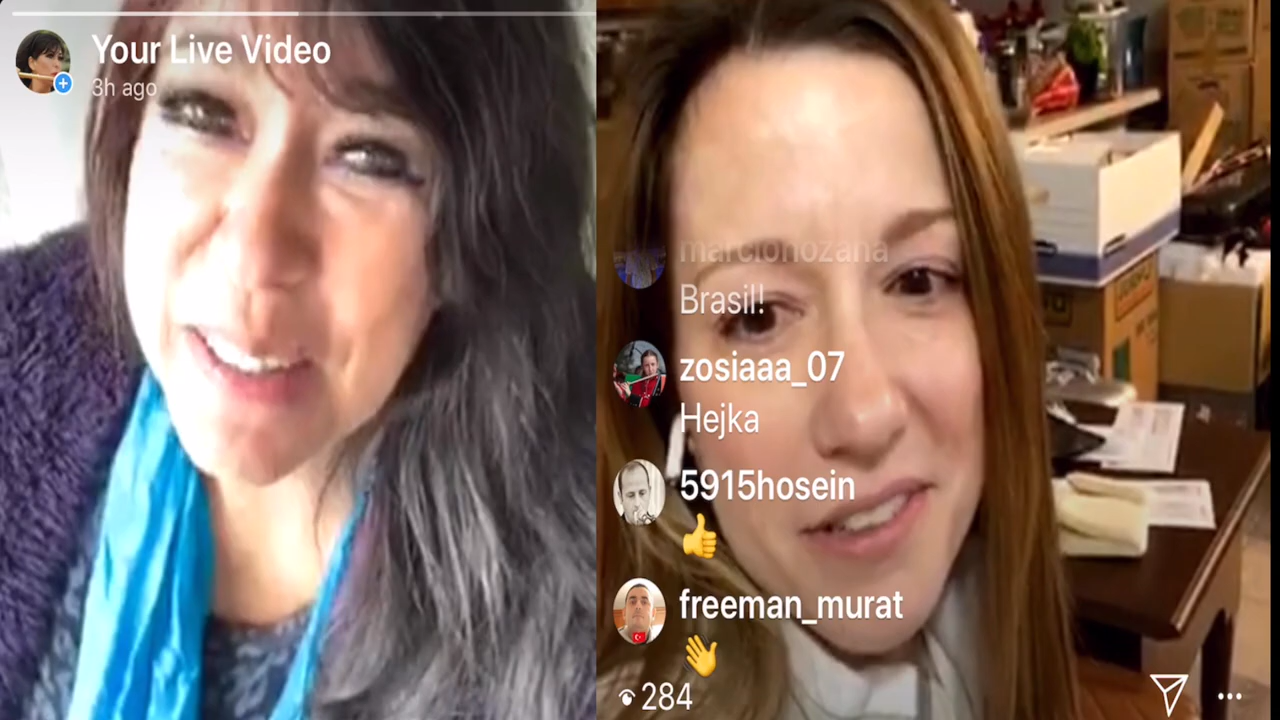 Your Live Video
3h ago
marcionozana
Brasil!
zosiaaa_07
Hejka
5915hosein
👍
freeman_murat
👋
284